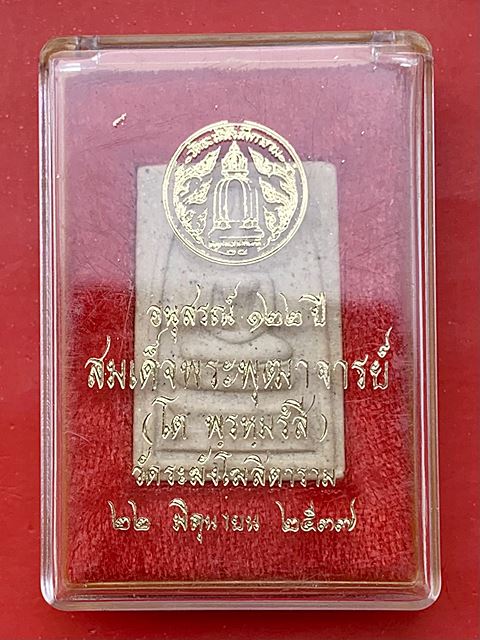 อนุสรณ์ ๑๒๒ ปี
สมเด็จพระพุฒาจารย์
(โต พฺรหฺมรํสี)
วัดระฆังโฆสิตาราม
๒๒ มิถุนายน ๒๕๓๗